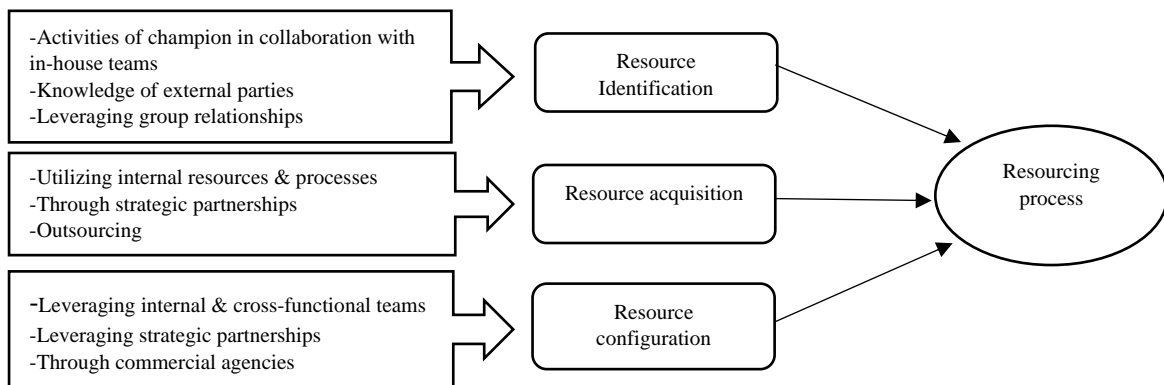 -Activities of champion in collaboration with
in-house teams
-Knowledge of external parties
-Leveraging group relationships
Resource
Identification
-Utilizing internal resources & processes
-Through strategic partnerships
-Outsourcing
Resource acquisition
Resourcing
process
-Leveraging internal & cross-functional teams
-Leveraging strategic partnerships
-Through commercial agencies
Resource
configuration